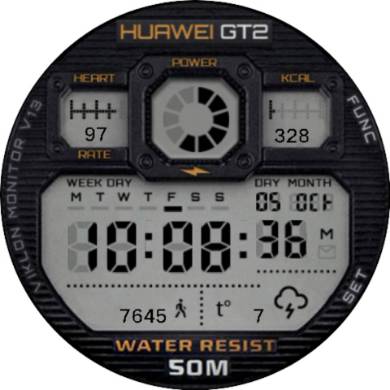 HUAWEI GT2
POWER
HEART
KCAL
97
328
RATE
FUNC
VIKLON MONITOR V13
WEEK DAY
DAY MONTH
M T W T F S S
05 OCT
10:08:36 M
7645 t° 7
SET
WATER RESIST
50M